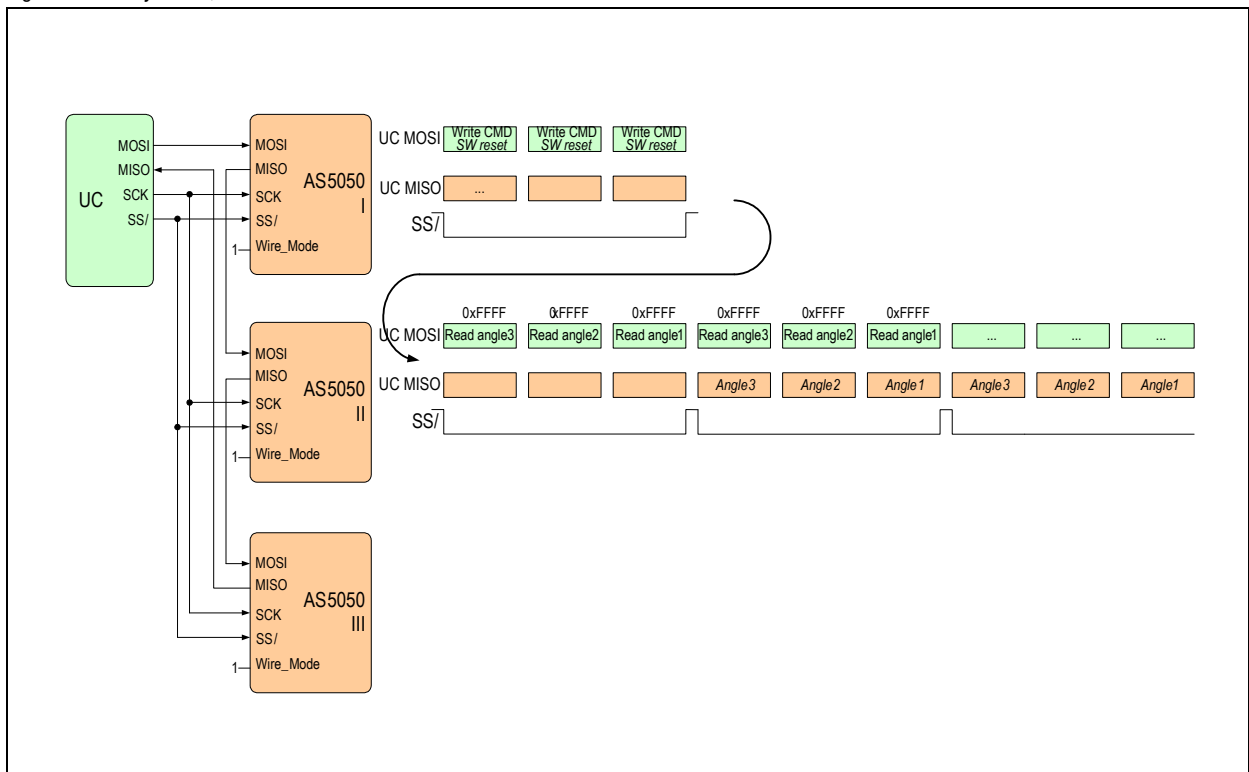 MOSI
MISO
SCK
SS/
UC
MOSI
MISO
SCK
SS/
Wire_Mode
AS5050
I
1
UC MOSI
Write CMD
SW reset
Write CMD
SW reset
Write CMD
SW reset
UC MISO
...
SS/
MOSI
MISO
SCK
SS/
Wire_Mode
AS5050
II
1
0xFFFF 0xFFFF 0xFFFF 0xFFFF 0xFFFF 0xFFFF
UC MOSI Read angle3 Read angle2 Read angle1 Read angle3 Read angle2 Read angle1 ... ... ...
UC MISO Angle3 Angle2 Angle1 Angle3 Angle2 Angle1
SS/
MOSI
MISO
SCK
SS/
Wire_Mode
AS5050
III
1